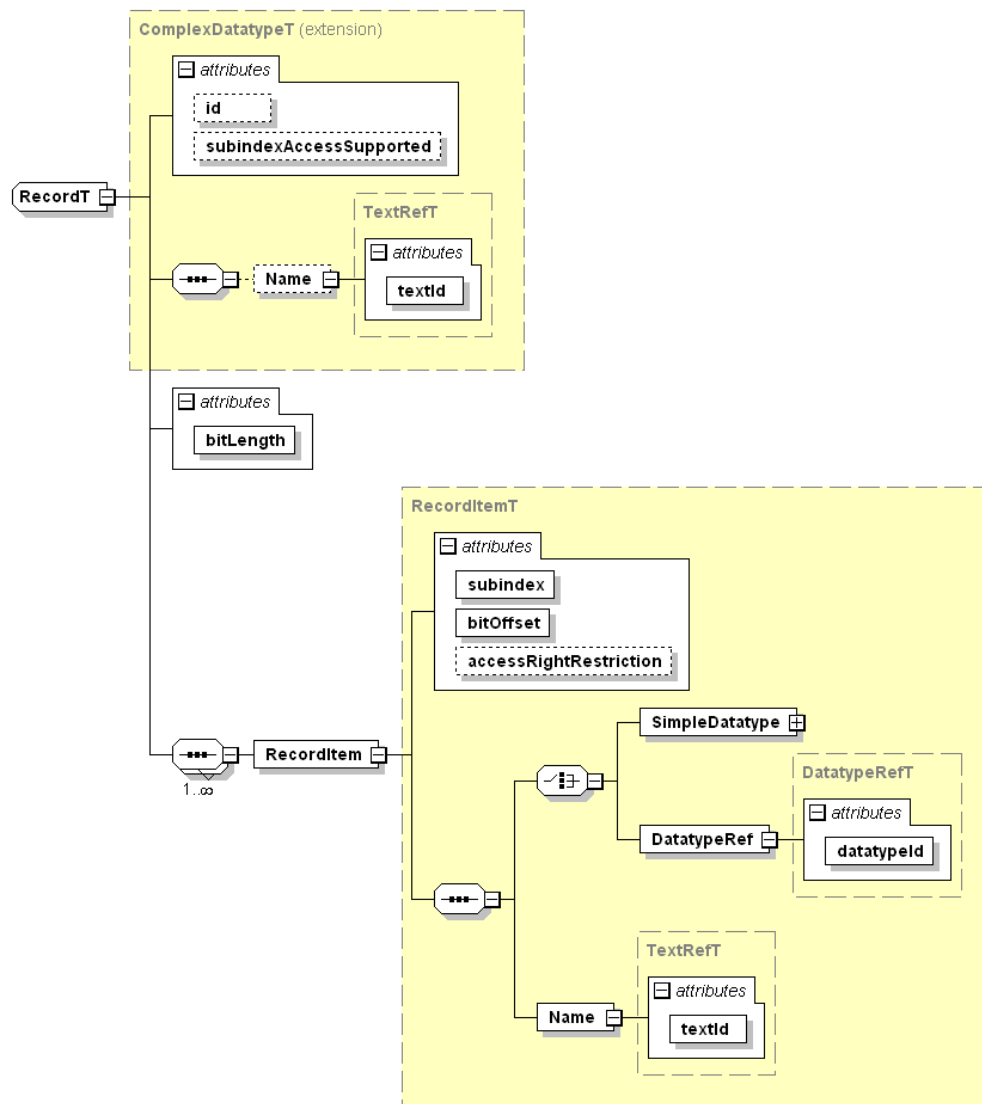 ComplexDatatypeT (extension)
attributes
id
subindexAccessSupported
RecordT
TextRefT
attributes
Name
textId
attributes
bitLength
RecordItemT
attributes
subindex
bitOffset
accessRightRestriction
SimpleDatatype
RecordItem
1..∞
DatatypeRefT
attributes
DatatypeRef
datatypeId
TextRefT
attributes
Name
textId